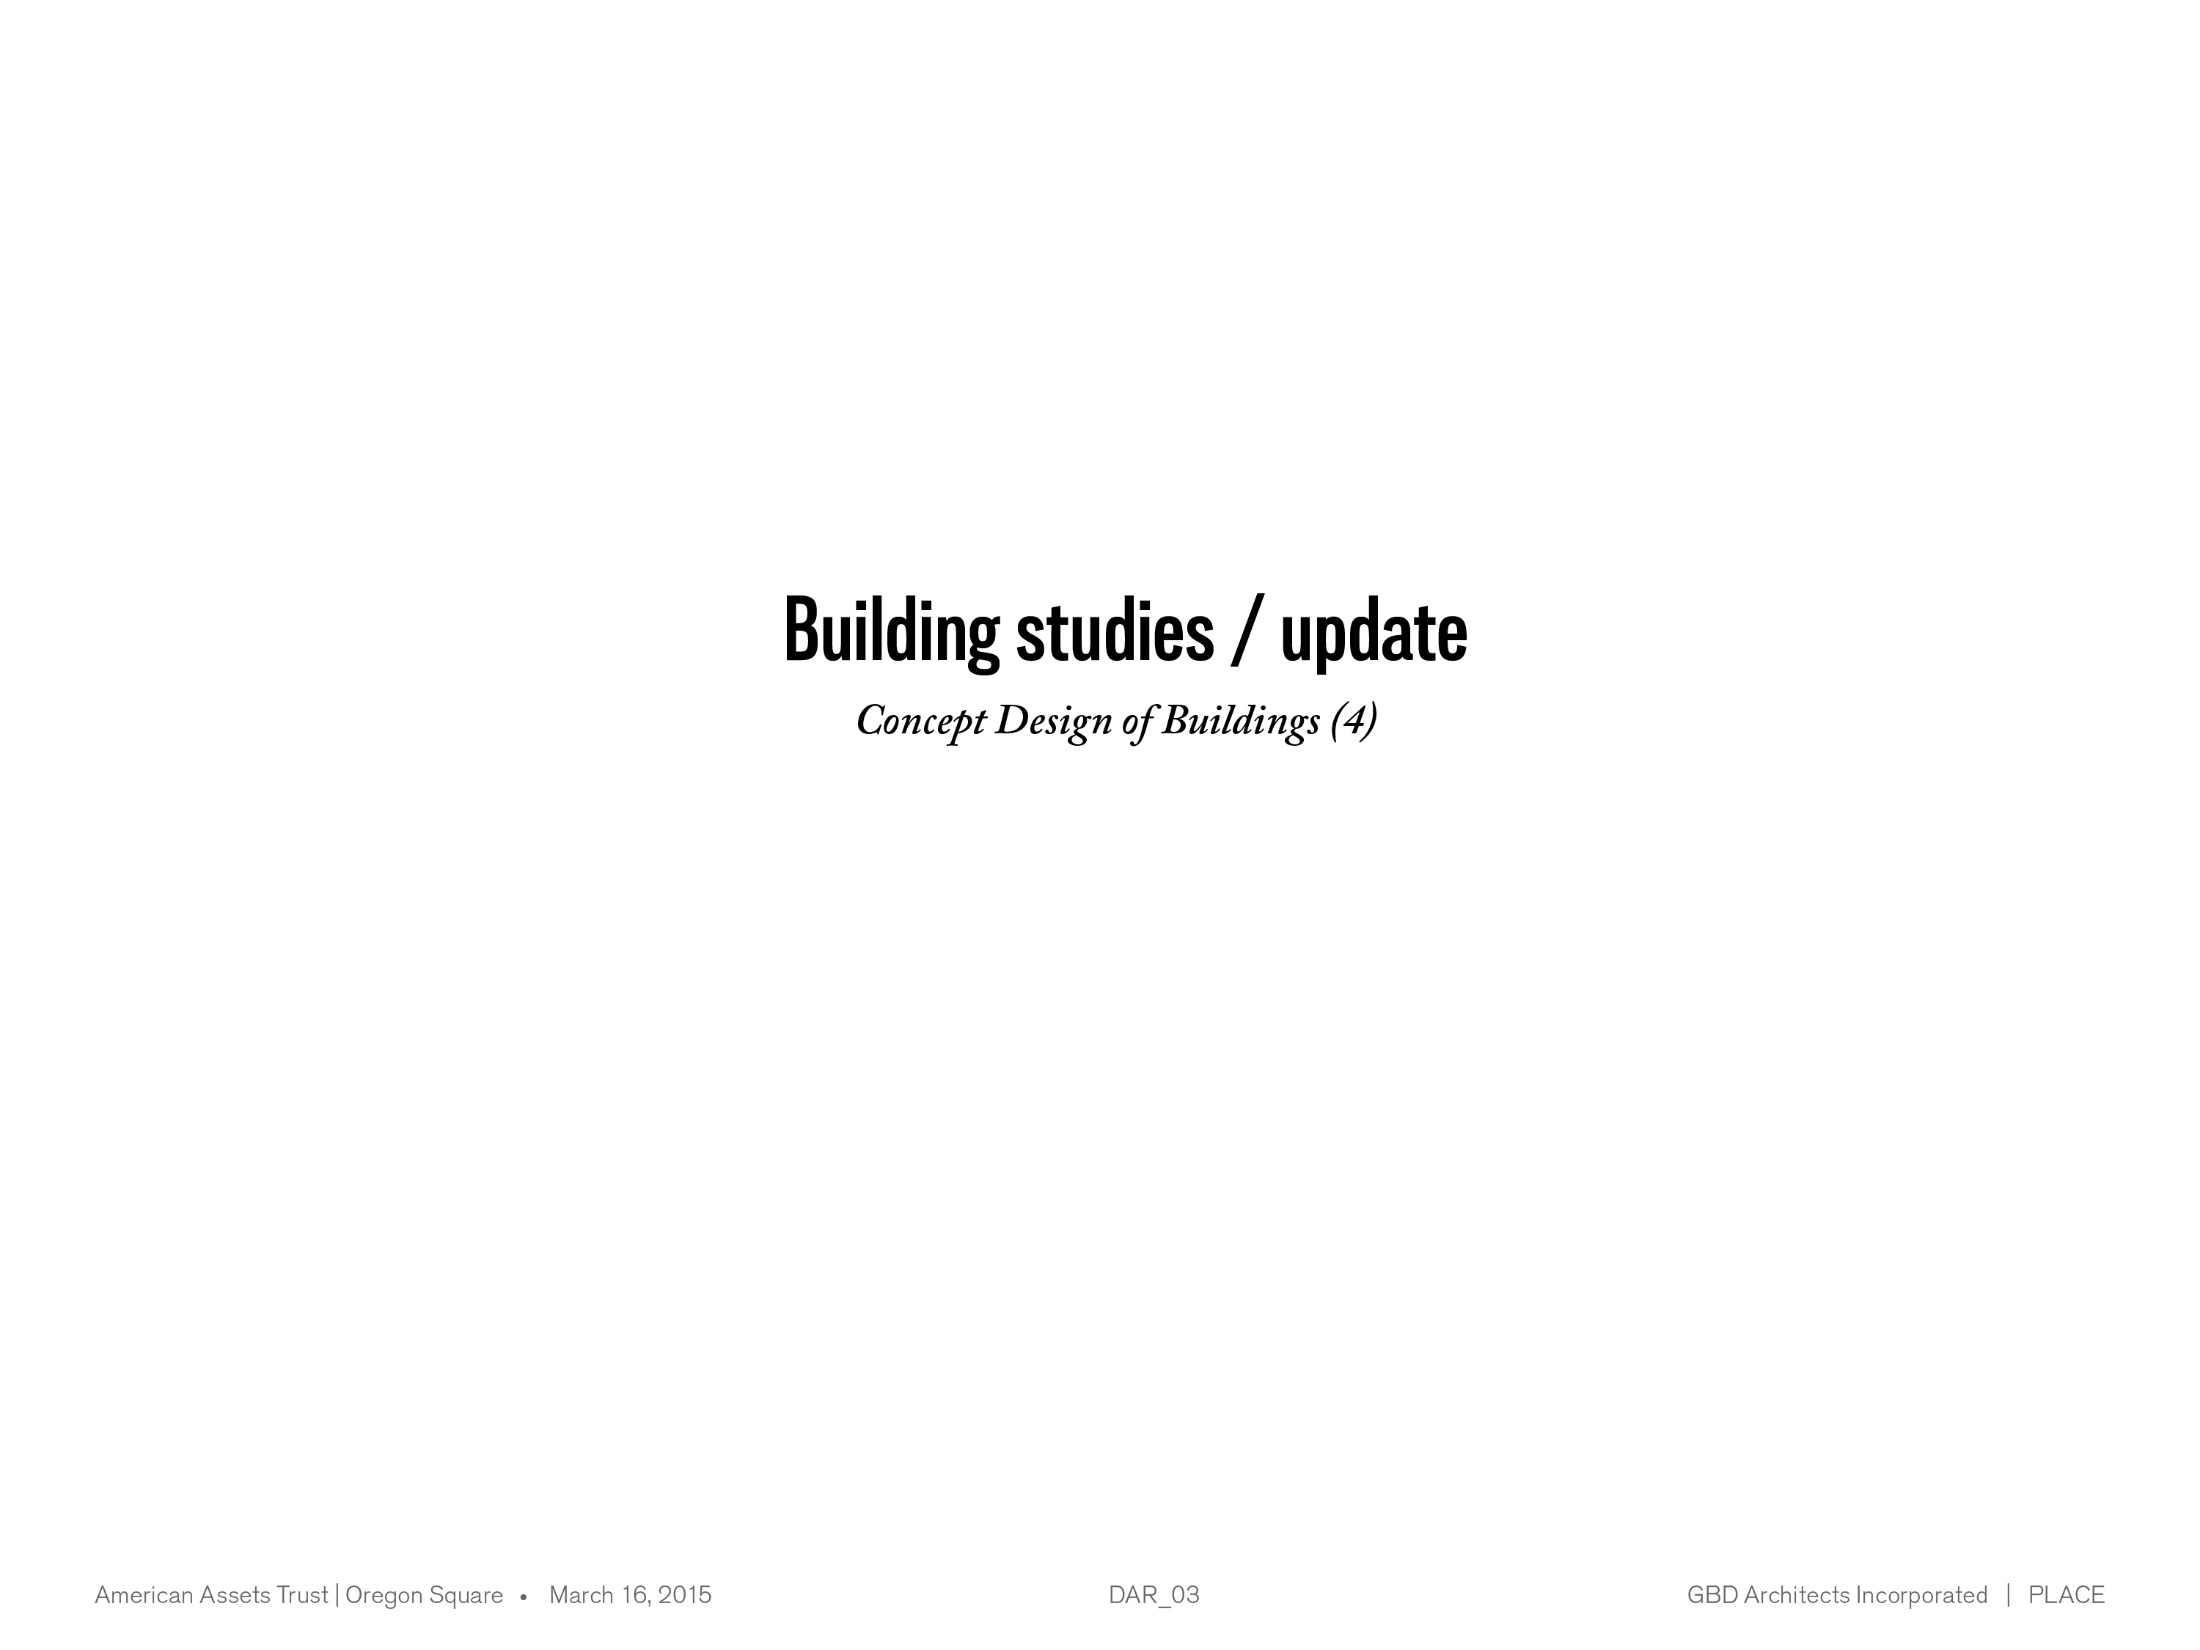 Building studies / update
Concept Design of Buildings (4)
American Assets Trust | Oregon Square • March 16, 2015
DAR_03
GBD Architects Incorporated | PLACE